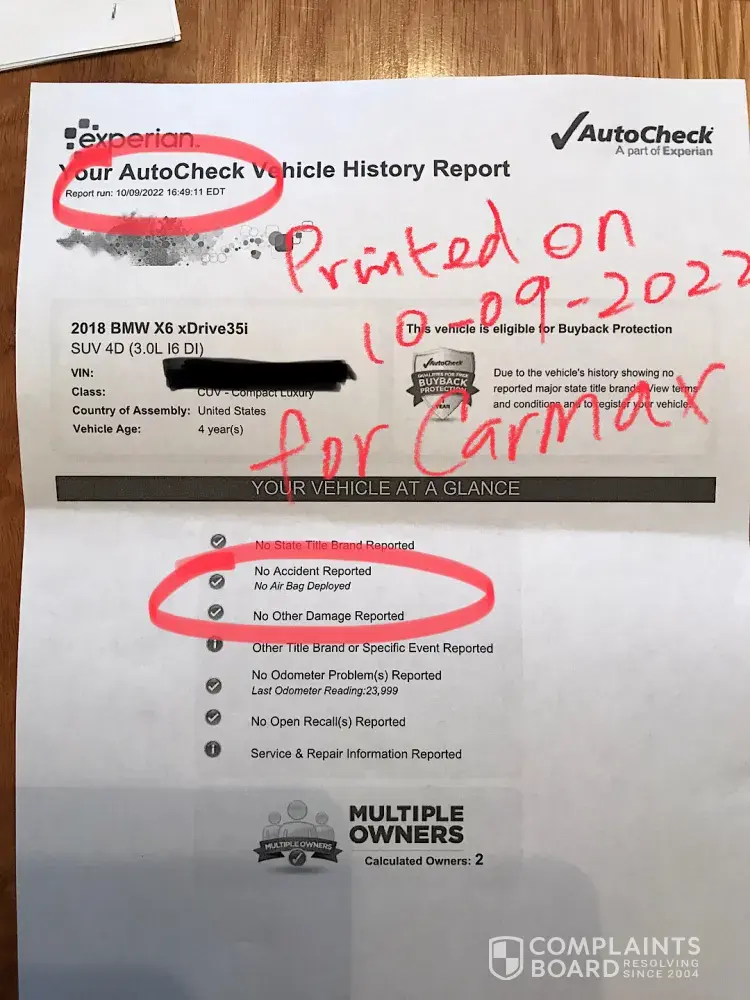 experian.
AutoCheck
A part of Experian
Your AutoCheck Vehicle History Report
Report run: 10/09/2022 16:49:11 EDT
Printed on
10-09-2022
for Carmax
2018 BMW X6 xDrive35i
SUV 4D (3.0L I6 DI)
VIN:
Class: CUV - Compact Luxury
Country of Assembly: United States
Vehicle Age: 4 year(s)
This vehicle is eligible for Buyback Protection
AutoCheck
QUALIFIES FOR FREE
BUYBACK
PROTECTION
1
YEAR
Due to the vehicle's history showing no
reported major state title brands. View terms
and conditions and to register your vehicle.
YOUR VEHICLE AT A GLANCE
No State Title Brand Reported
No Accident Reported
No Air Bag Deployed
No Other Damage Reported
Other Title Brand or Specific Event Reported
No Odometer Problem(s) Reported
Last Odometer Reading:23,999
No Open Recall(s) Reported
Service & Repair Information Reported
MULTIPLE OWNERS
MULTIPLE
OWNERS
Calculated Owners: 2
COMPLAINTS
BOARD RESOLVING
SINCE 2004